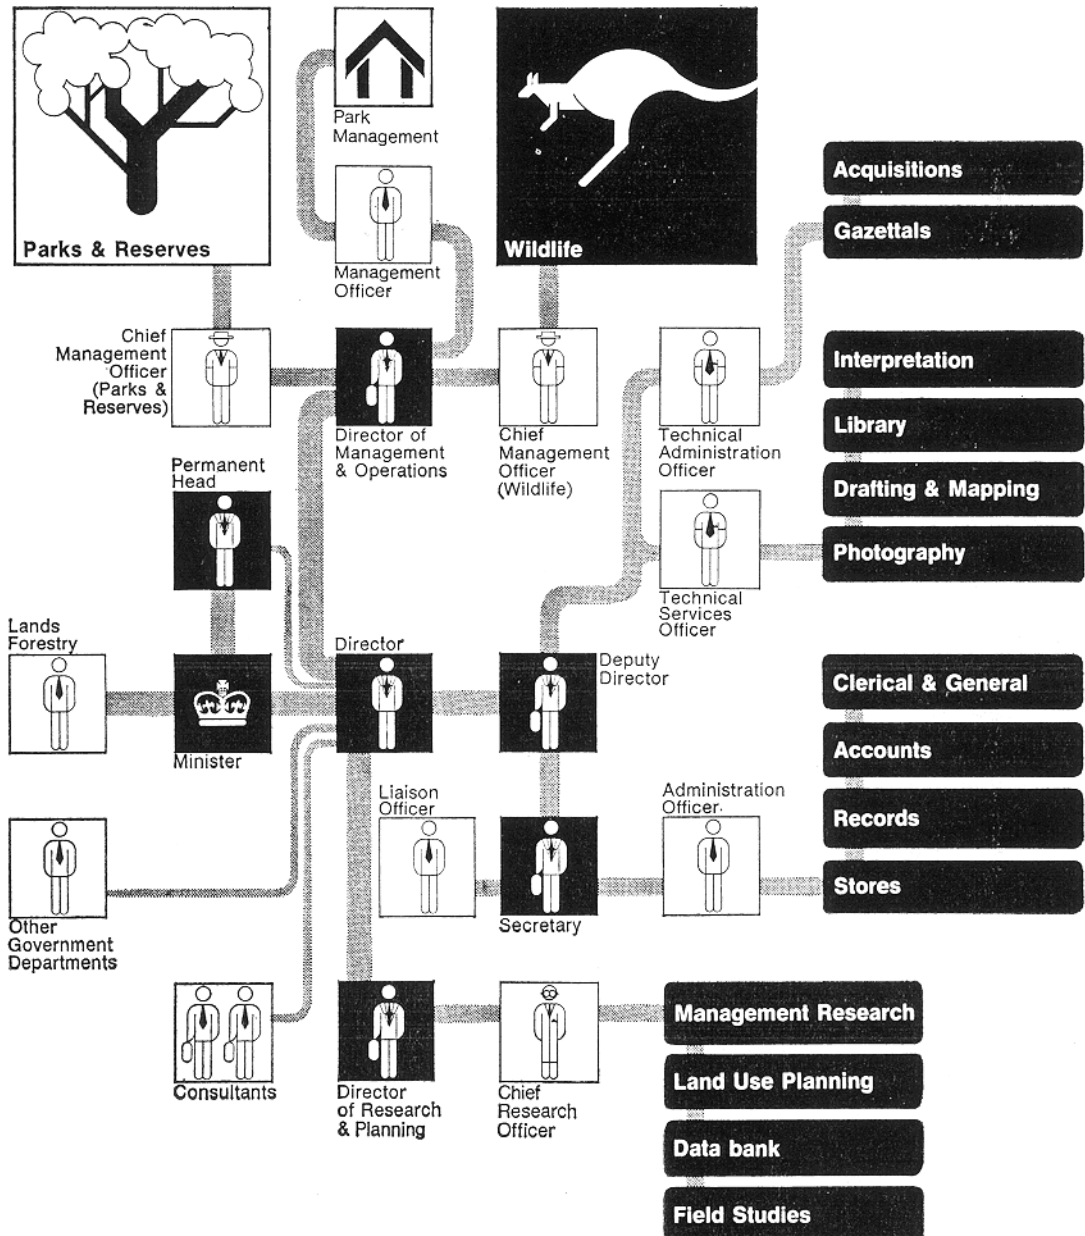 Park
Management
Parks & Reserves
Wildlife
Acquisitions
Gazettals
Management
Officer
Chief
Management
Officer
(Parks &
Reserves)
Director of
Management
& Operations
Chief
Management
Officer
(Wildlife)
Technical
Administration
Officer
Interpretation
Library
Drafting & Mapping
Photography
Permanent
Head
Technical
Services
Officer
Lands
Forestry
Minister
Director
Deputy
Director
Clerical & General
Accounts
Records
Stores
Liaison
Officer
Administration
Officer
Secretary
Other
Government
Departments
Consultants
Director
of Research
& Planning
Chief
Research
Officer
Management Research
Land Use Planning
Data bank
Field Studies